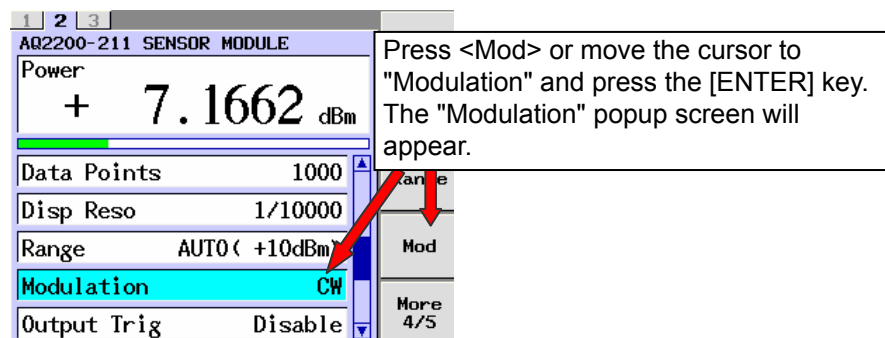 1 2 3
AQ2200-211 SENSOR MODULE
Power
+ 7.1662 dBm
Press <Mod> or move the cursor to
"Modulation" and press the [ENTER] key.
The "Modulation" popup screen will
appear.
Data Points 1000
Disp Reso 1/10000
Range AUTO( +10dBm)
Modulation CW
Output Trig Disable
Range
Mod
More
4/5